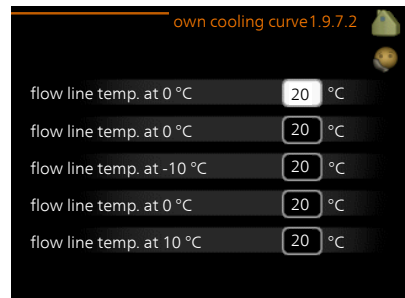 own cooling curve1.9.7.2
flow line temp. at 0 °C 20 °C
flow line temp. at 0 °C 20 °C
flow line temp. at -10 °C 20 °C
flow line temp. at 0 °C 20 °C
flow line temp. at 10 °C 20 °C